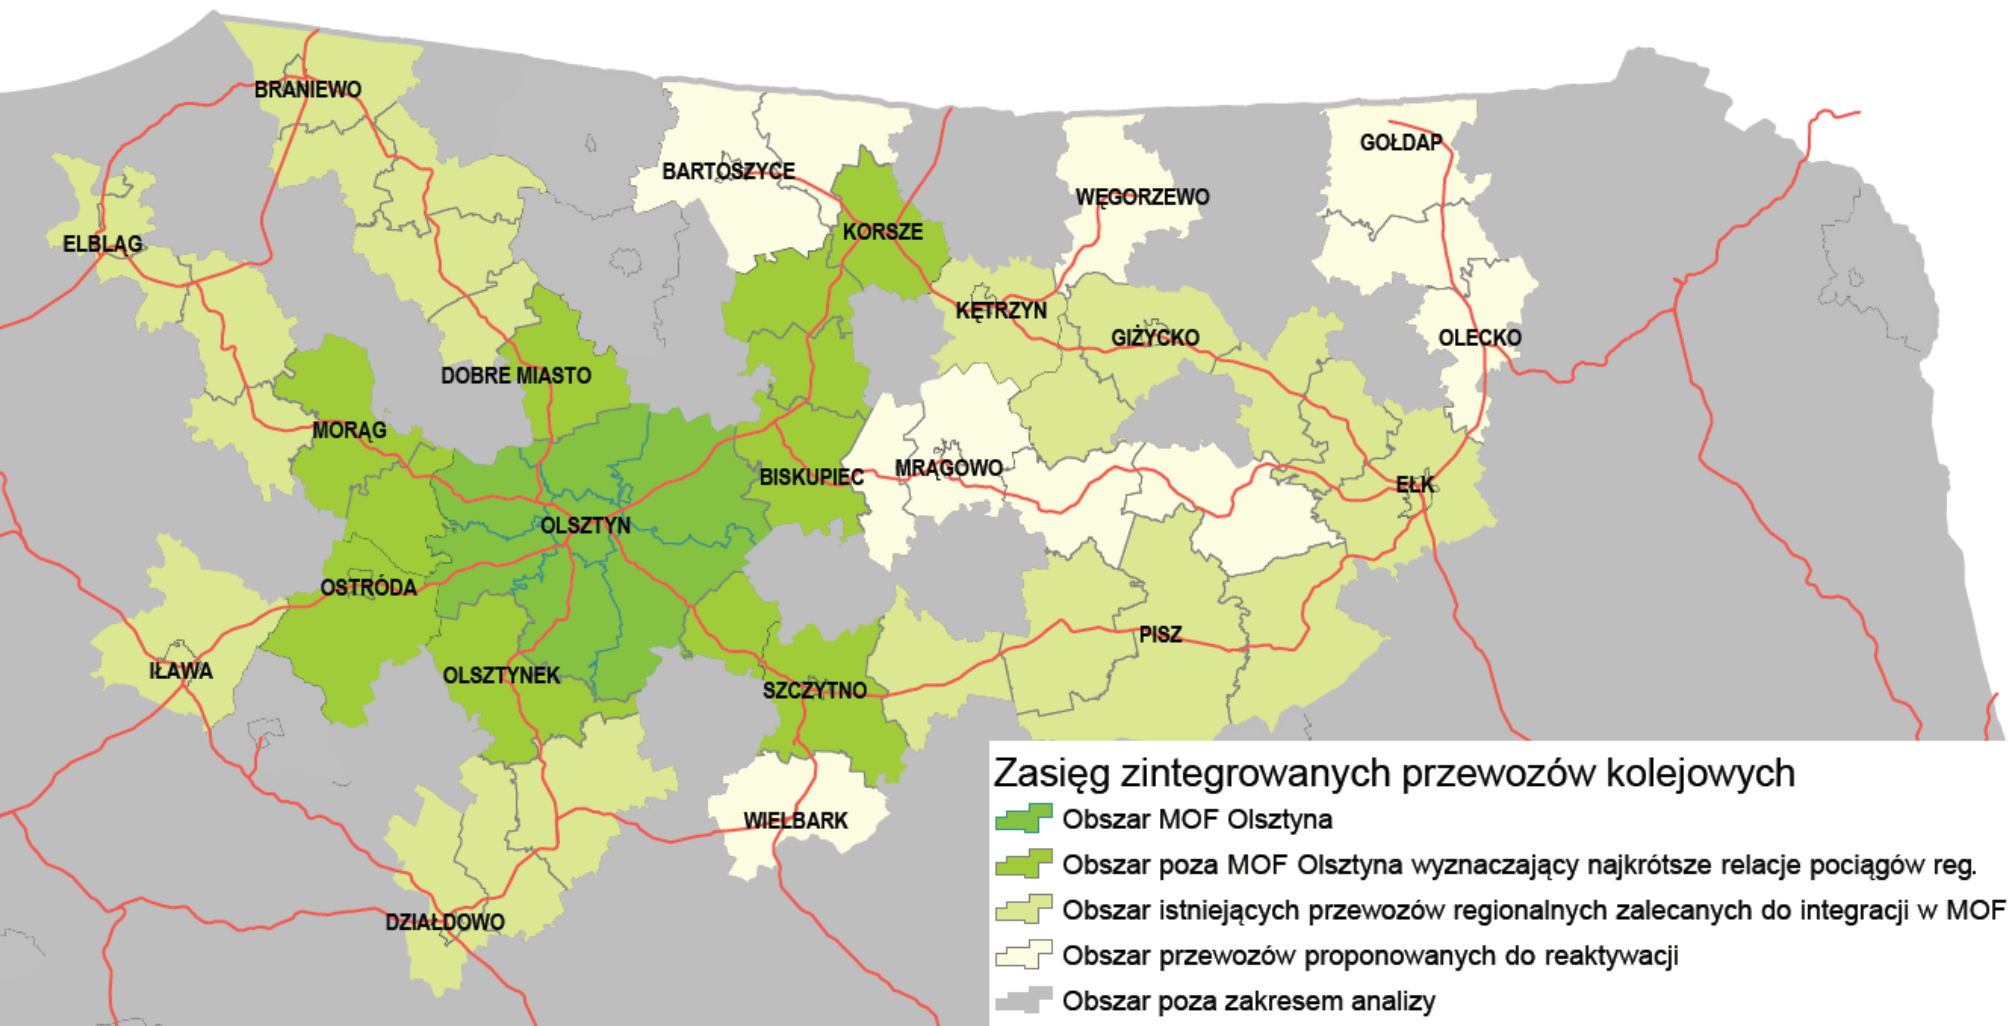 BRANIEWO
GOŁDAP
BARTOSZYCE
WĘGORZEWO
KORSZE
ELBLĄG
KĘTRZYN
GIŻYCKO
OLECKO
DOBRE MIASTO
MORĄG
MRĄGOWO
BISKUPIEC
EŁK
OLSZTYN
OSTRÓDA
PISZ
IŁAWA
OLSZTYNEK
SZCZYTNO
WIELBARK
DZIAŁDOWO
Zasięg zintegrowanych przewozów kolejowych
Obszar MOF Olsztyna
Obszar poza MOF Olsztyna wyznaczający najkrótsze relacje pociągów reg.
Obszar istniejących przewozów regionalnych zalecanych do integracji w MOF
Obszar przewozów proponowanych do reaktywacji
Obszar poza zakresem analizy